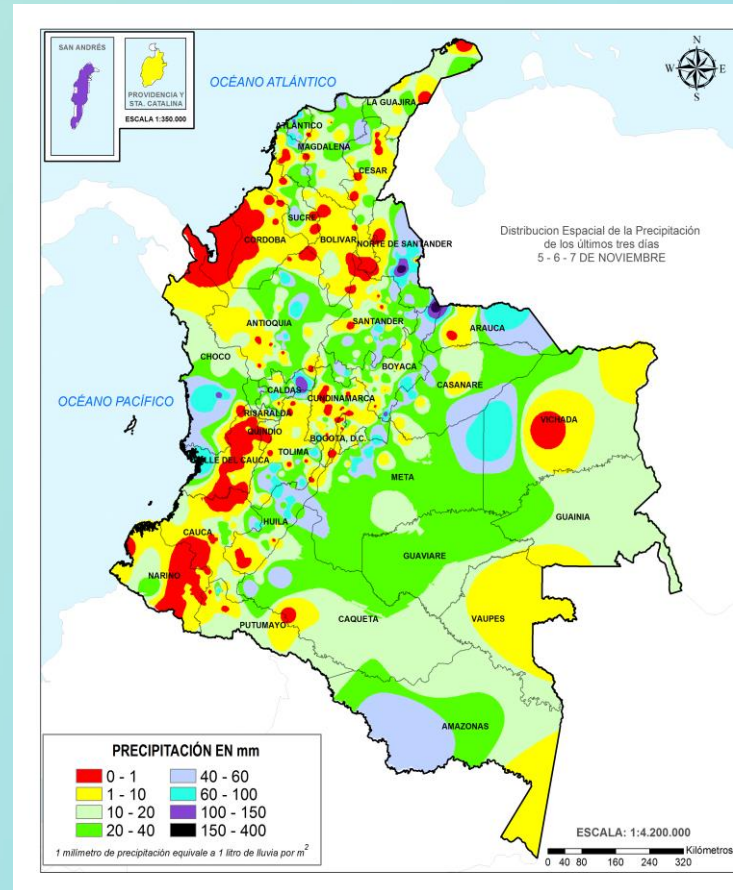 SAN ANDRÉS
PROVIDENCIA Y
STA. CATALINA
ESCALA 1:350.000
OCÉANO ATLÁNTICO
N
W
E
S
LA GUAJIRA
ATLÁNTICO
MAGDALENA
CESAR
SUCRE
CORDOBA
BOLIVAR
NORTE DE SANTANDER
Distribucion Espacial de la Precipitación
de los últimos tres días
5 - 6 - 7 DE NOVIEMBRE
ANTIOQUIA
SANTANDER
ARAUCA
CHOCO
BOYACA
CASANARE
OCÉANO PACÍFICO
CALDAS
CUNDINAMARCA
RISARALDA
VICHADA
QUINDIO
BOGOTA, D.C.
TOLIMA
VALLE DEL CAUCA
META
HUILA
GUAINIA
CAUCA
GUAVIARE
NARIÑO
PUTUMAYO
CAQUETA
VAUPES
AMAZONAS
PRECIPITACIÓN EN mm
0 - 1
1 - 10
10 - 20
20 - 40
40 - 60
60 - 100
100 - 150
150 - 400
1 milímetro de precipitación equivale a 1 litro de lluvia por m²
ESCALA: 1:4.200.000
Kilómetros
0 40 80 160 240 320